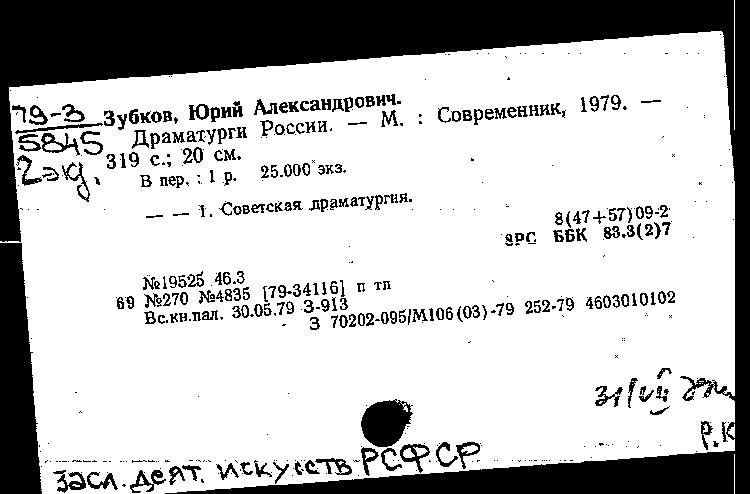 79-3 Зубков, Юрий Александрович.
5845 Драматурги России. — М. : Современник, 1979. —
2 экз. 319 с.; 20 см.
В пер. : 1 р. 25.000 экз.
— — 1. Советская драматургия.
8(47+57)09-2
8РС ББК 83.3(2)7
№19525 46.3
69 №270 №4835 [79-34116] п тп
Вс.кн.пал. 30.05.79 З-913
З 70202-095/М106(03)-79 252-79 4603010102
31/VII
Р.К
засл. деят. искусств РСФСР